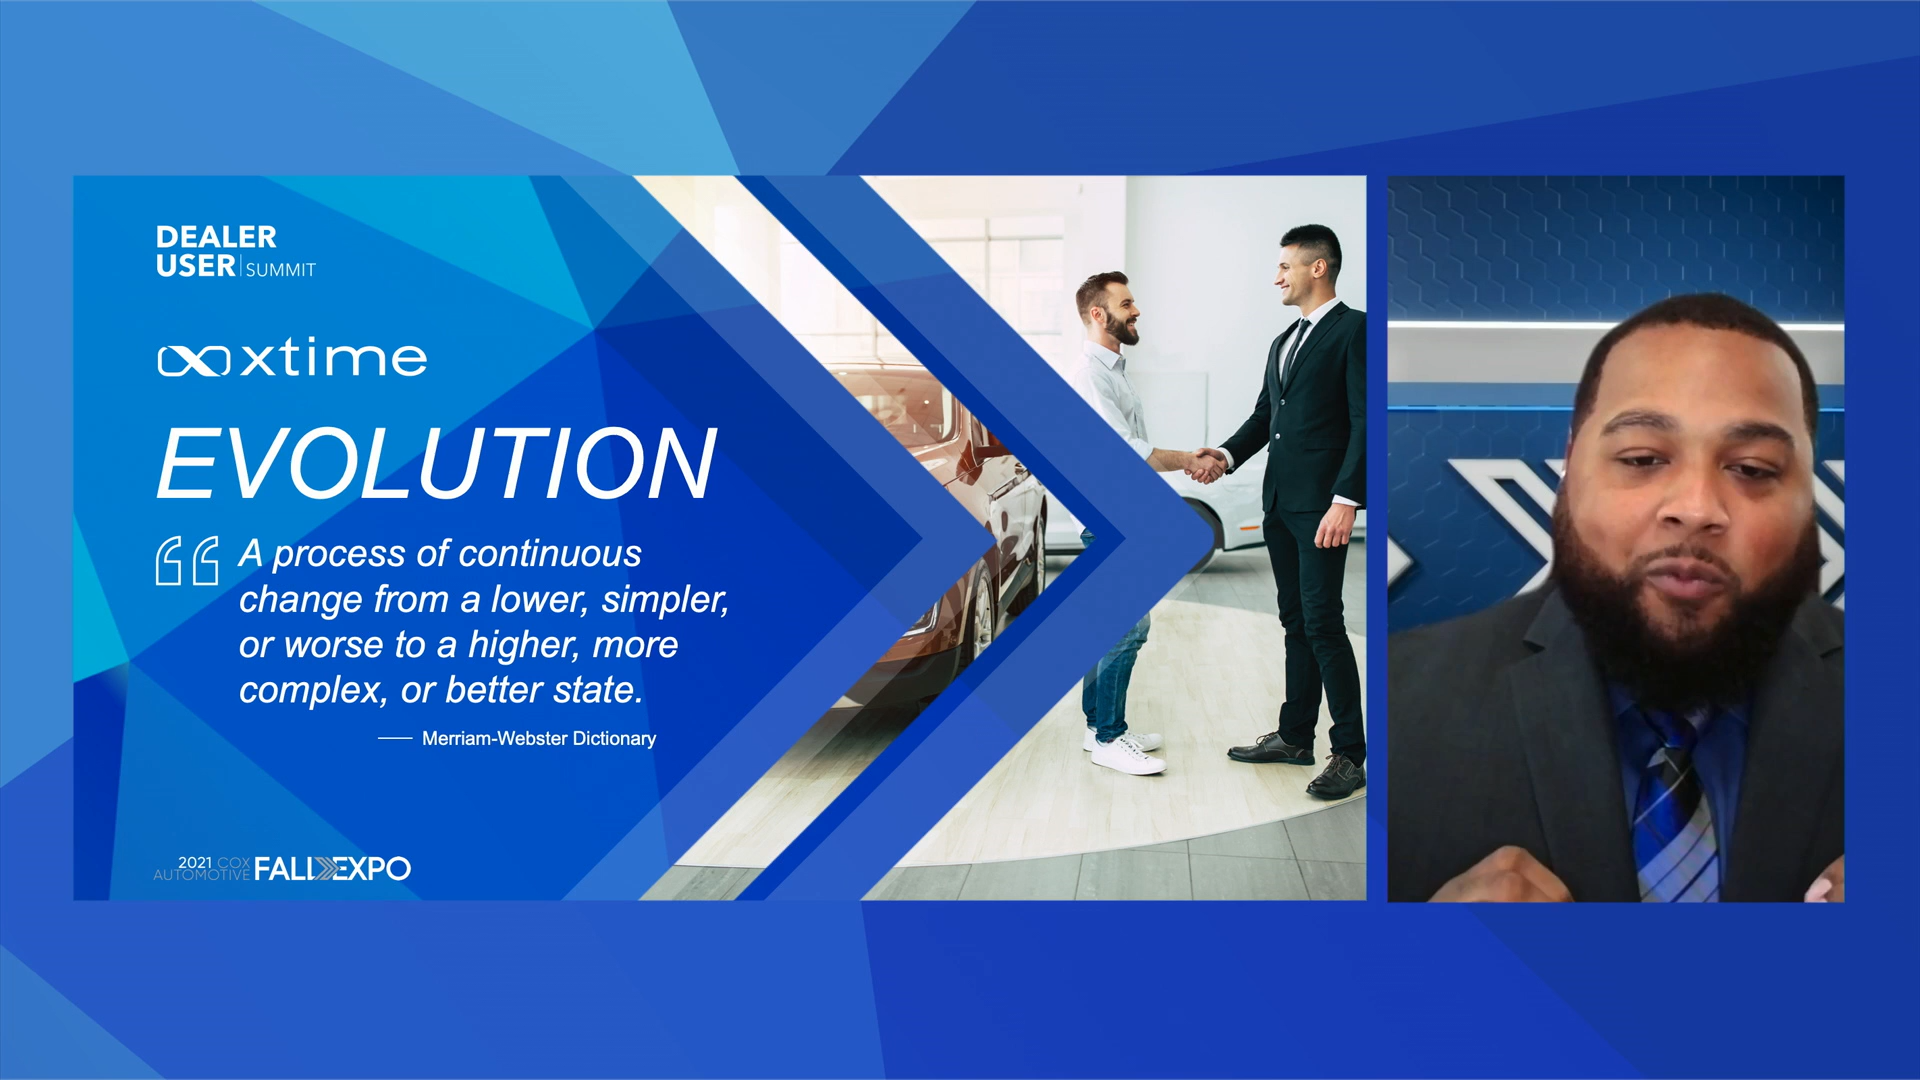 DEALER
USER | SUMMIT
xtime
EVOLUTION
“ A process of continuous
change from a lower, simpler,
or worse to a higher, more
complex, or better state.
— Merriam-Webster Dictionary
2021 COX
AUTOMOTIVE FALL EXPO